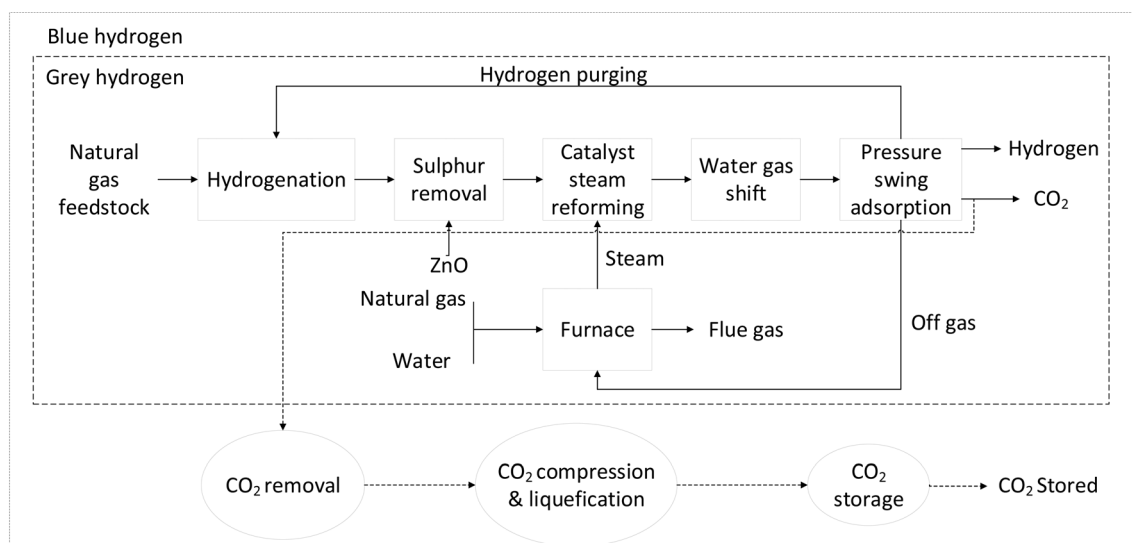 Blue hydrogen
Grey hydrogen
Hydrogen purging
Natural
gas
feedstock
Hydrogenation
Sulphur
removal
Catalyst
steam
reforming
Water gas
shift
Pressure
swing
adsorption
Hydrogen
CO₂
ZnO
Steam
Natural gas
Water
Furnace
Flue gas
Off gas
CO₂ removal
CO₂ compression
& liquefication
CO₂
storage
CO₂ Stored